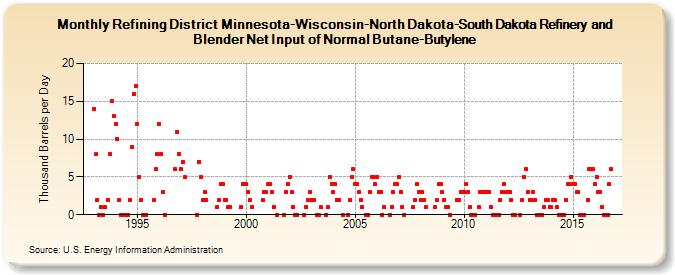 Monthly Refining District Minnesota-Wisconsin-North Dakota-South Dakota Refinery and
Blender Net Input of Normal Butane-Butylene
Thousand Barrels per Day
20
15
10
5
0
1995
2000
2005
2010
2015
Source: U.S. Energy Information Administration